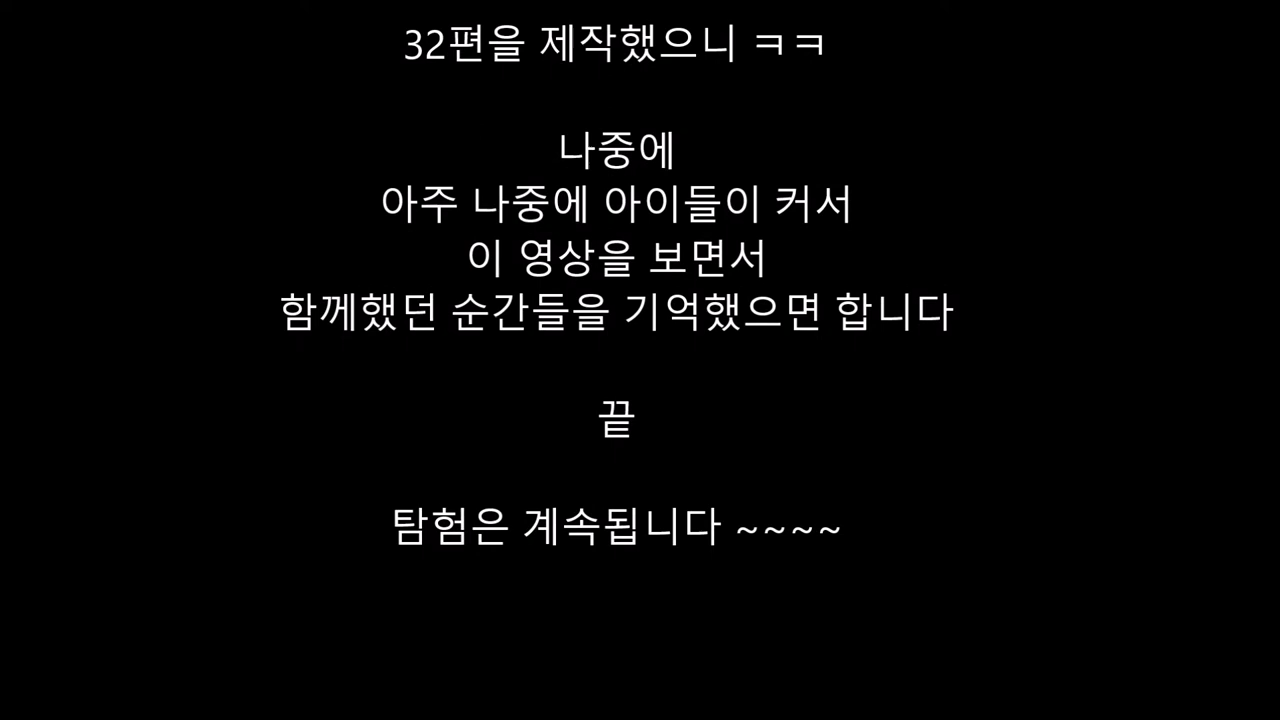 32편을 제작했으니 ㅋㅋ
나중에
아주 나중에 아이들이 커서
이 영상을 보면서
함께했던 순간들을 기억했으면 합니다
끝
탐험은 계속됩니다 ~~~~